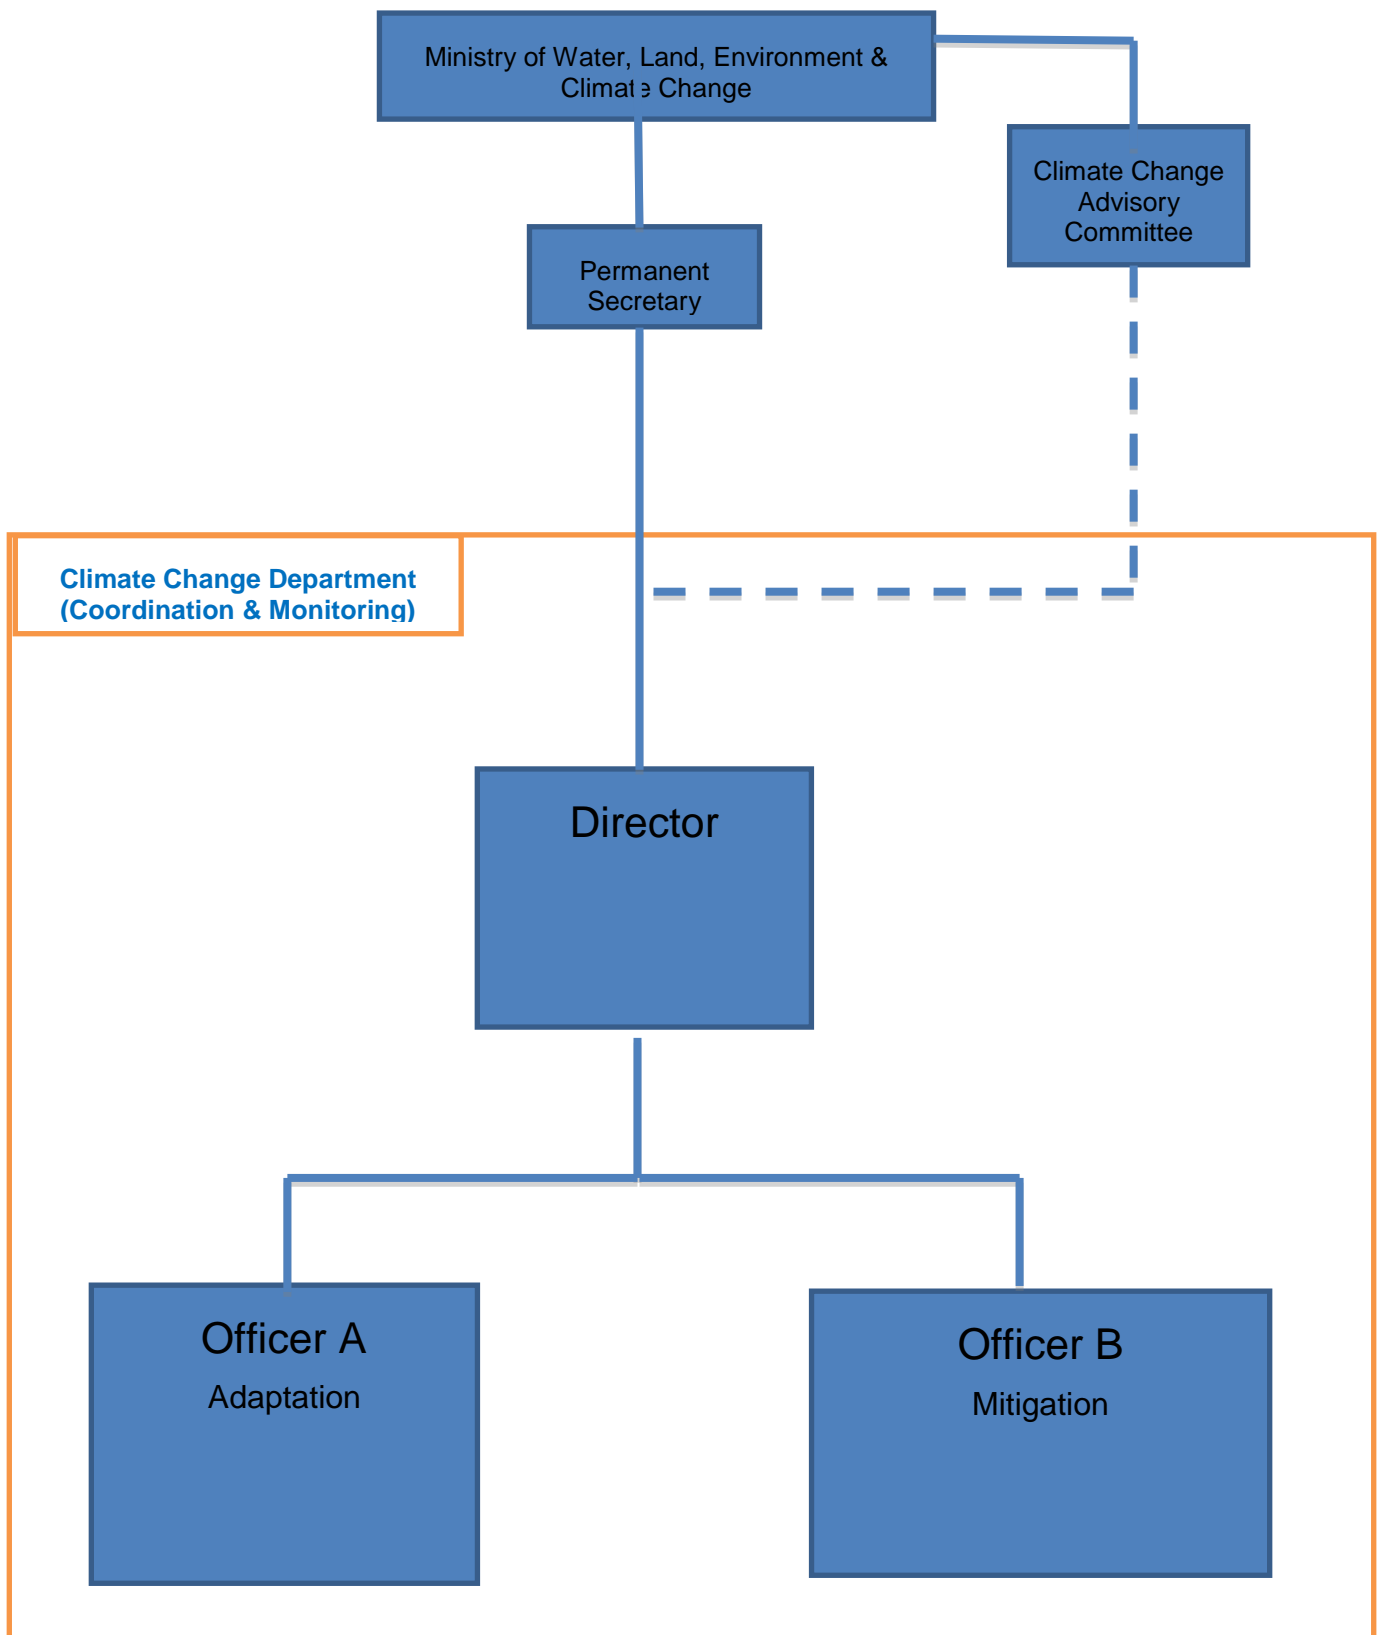 Ministry of Water, Land, Environment &
Climate Change
Climate Change
Advisory
Committee
Permanent
Secretary
Climate Change Department
(Coordination & Monitoring)
Director
Officer A
Adaptation
Officer B
Mitigation